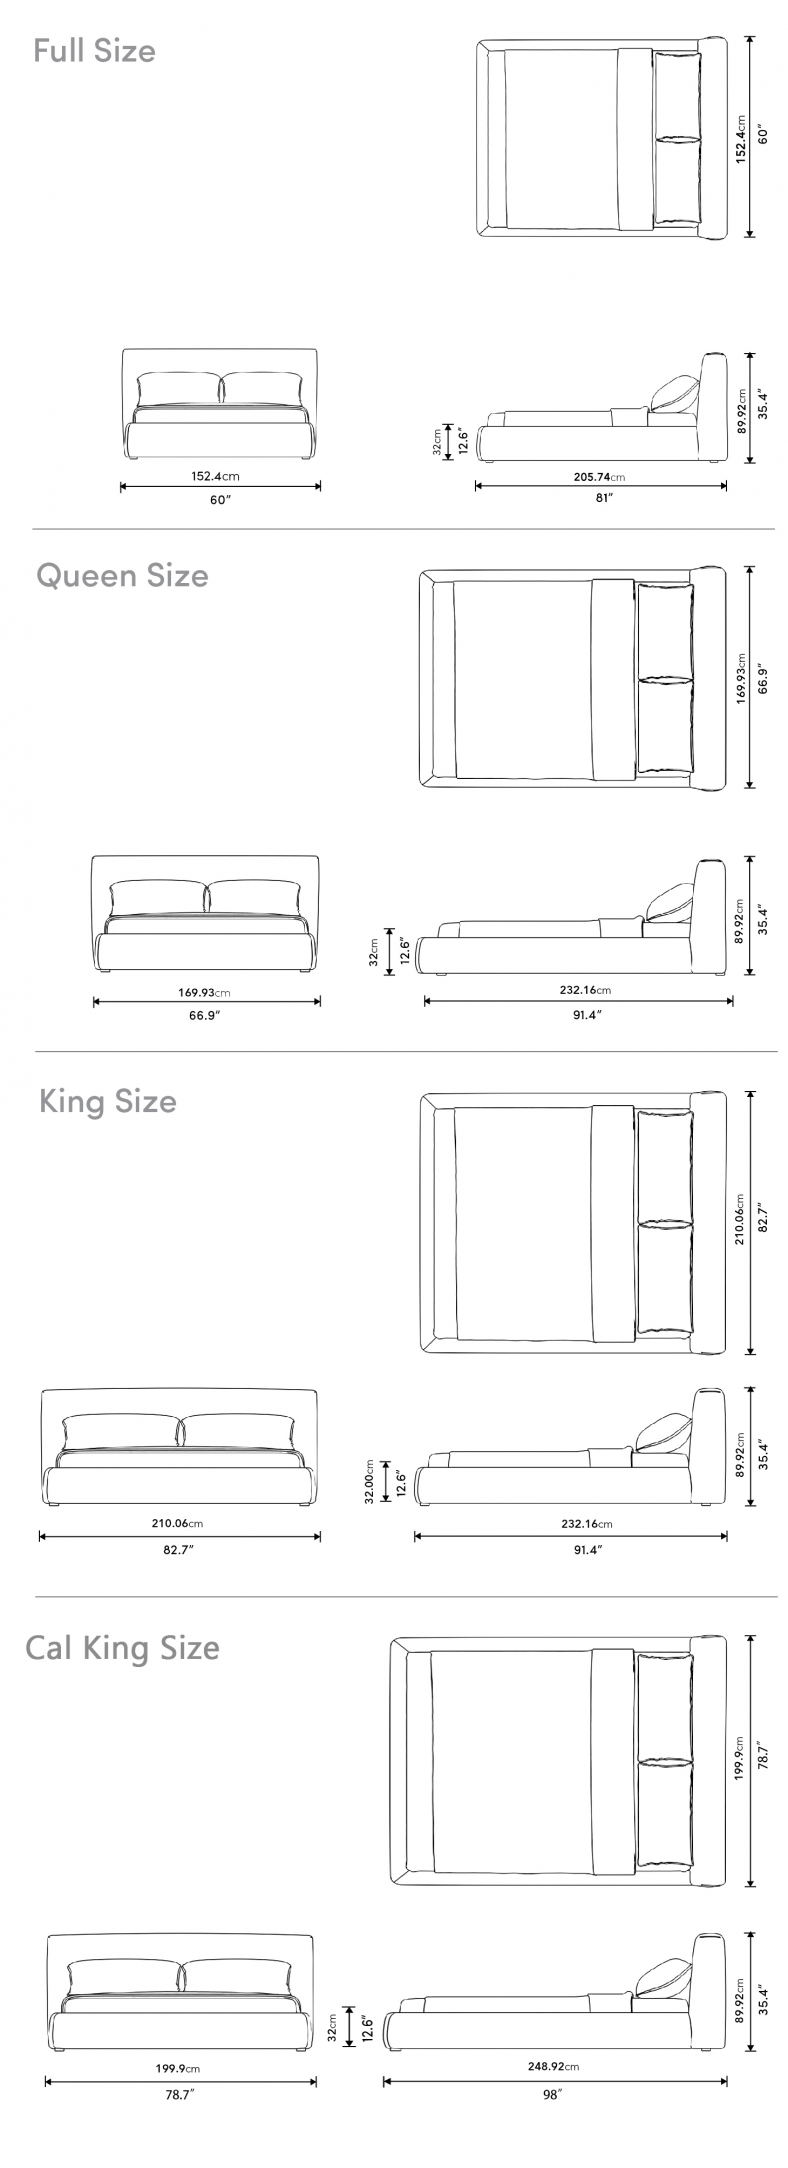 Full Size
152.4cm
60"
152.4cm
60"
32cm
12.6"
89.92cm
35.4"
205.74cm
81"
Queen Size
169.93cm
66.9"
169.93cm
66.9"
32cm
12.6"
89.92cm
35.4"
232.16cm
91.4"
King Size
210.06cm
82.7"
210.06cm
82.7"
32.00cm
12.6"
89.92cm
35.4"
232.16cm
91.4"
Cal King Size
199.9cm
78.7"
199.9cm
78.7"
32cm
12.6"
89.92cm
35.4"
248.92cm
98"